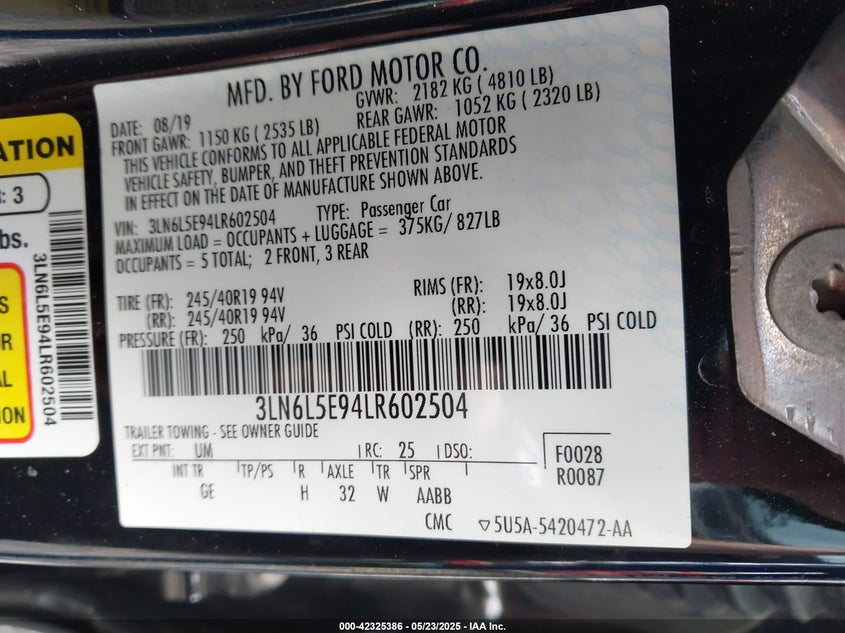 MFD. BY FORD MOTOR CO.
DATE: 08/19
GVWR: 2182 KG ( 4810 LB)
FRONT GAWR: 1150 KG ( 2535 LB)
REAR GAWR: 1052 KG ( 2320 LB)
THIS VEHICLE CONFORMS TO ALL APPLICABLE FEDERAL MOTOR
VEHICLE SAFETY, BUMPER, AND THEFT PREVENTION STANDARDS
IN EFFECT ON THE DATE OF MANUFACTURE SHOWN ABOVE.
VIN: 3LN6L5E94LR602504 TYPE: Passenger Car
MAXIMUM LOAD = OCCUPANTS + LUGGAGE = 375KG/ 827LB
OCCUPANTS = 5 TOTAL; 2 FRONT, 3 REAR
TIRE (FR): 245/40R19 94V RIMS (FR): 19x8.0J
(RR): 245/40R19 94V (RR): 19x8.0J
PRESSURE (FR): 250 kPa/ 36 PSI COLD (RR): 250 kPa/ 36 PSI COLD
3LN6L5E94LR602504
TRAILER TOWING - SEE OWNER GUIDE
EXT PNT: UM RC: 25 DSO:
F0028
R0087
INT TR TP/PS R AXLE TR SPR
GE H 32 W AABB
CMC ▽5U5A-5420472-AA
ATION
: 3
bs.
S
OR
AL
ION
3LN6L5E94LR602504
000-42325386 - 05/23/2025 - IAA Inc.